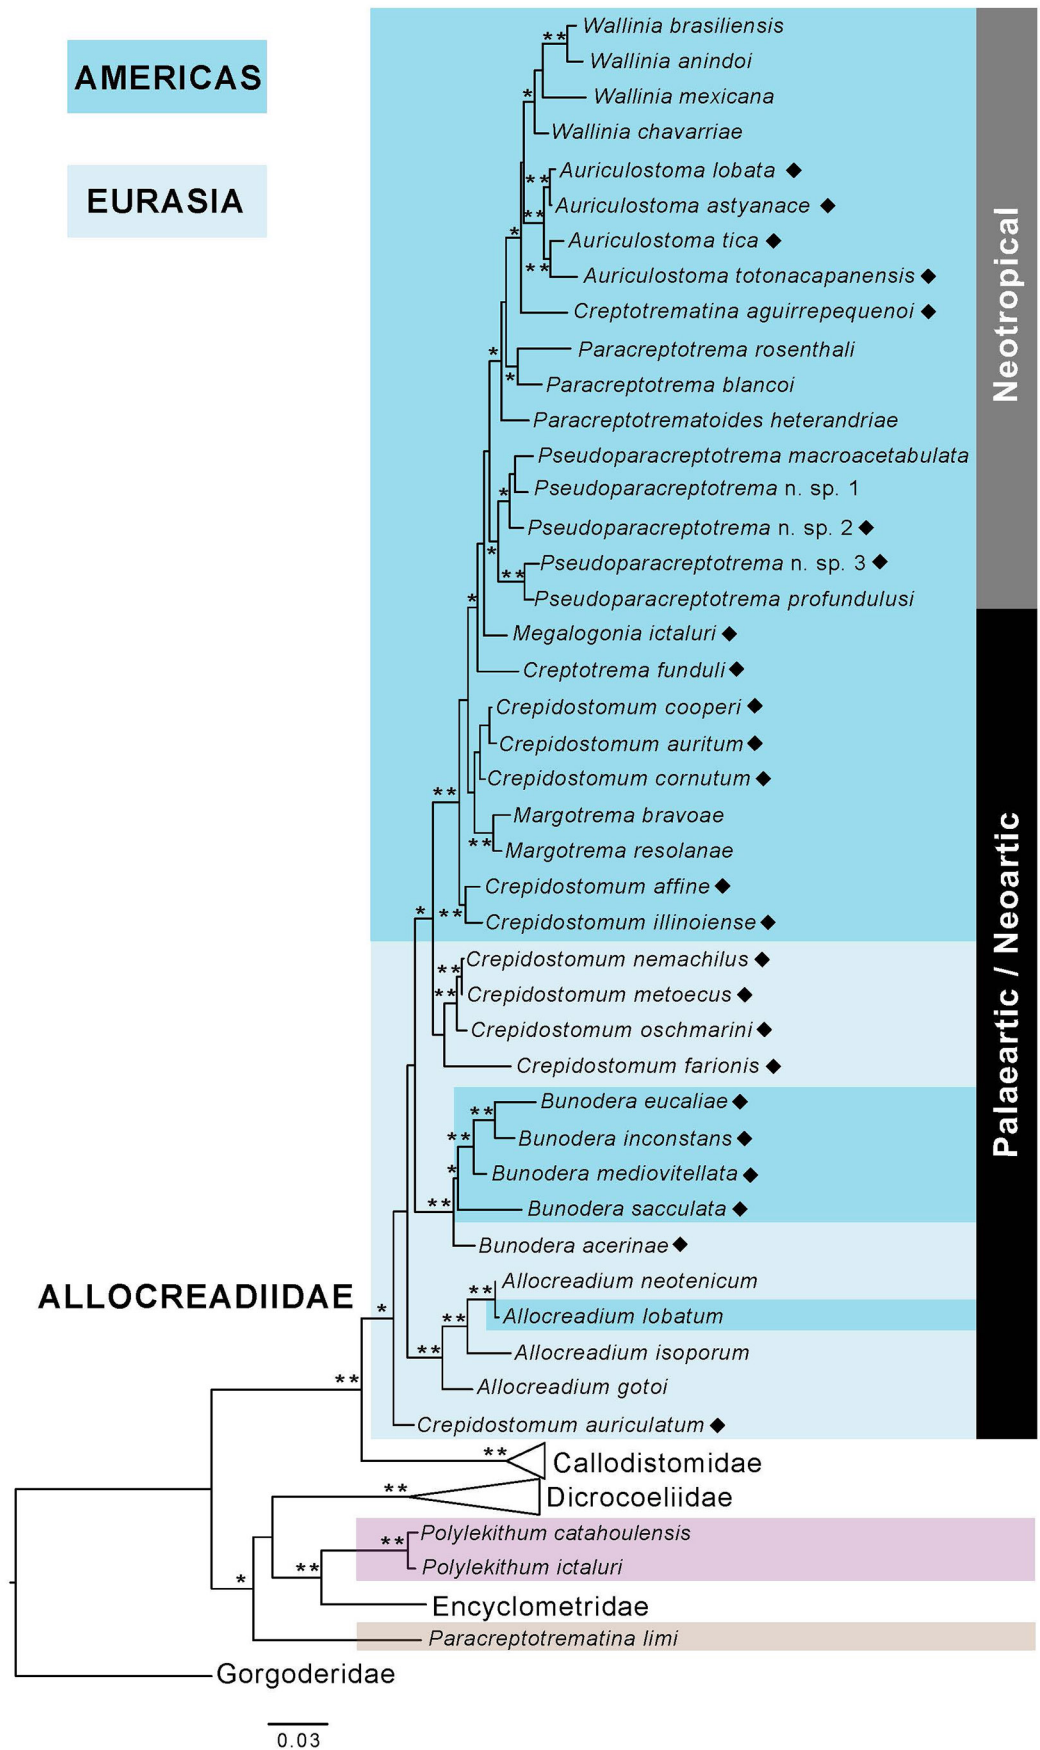 AMERICAS
EURASIA
Wallinia brasiliensis
**
Wallinia anindoi
Wallinia mexicana
*
Wallinia chavarriae
Auriculostoma lobata ◆
**
Auriculostoma astyanace ◆
**
*
Auriculostoma tica ◆
**
Auriculostoma totonacapanensis ◆
Creptotrematina aguirrepequenoi ◆
Paracreptotrema rosenthali
*
*
Paracreptotrema blancoi
Paracreptotrematoides heterandriae
Pseudoparacreptotrema macroacetabulata
*
Pseudoparacreptotrema n. sp. 1
Pseudoparacreptotrema n. sp. 2 ◆
*
Pseudoparacreptotrema n. sp. 3 ◆
**
Pseudoparacreptotrema profundulusi
*
Neotropical
Megalogonia ictaluri ◆
Creptotrema funduli ◆
Crepidostomum cooperi ◆
Crepidostomum auritum ◆
Crepidostomum cornutum ◆
**
Margotrema bravoae
**
Margotrema resolanae
Crepidostomum affine ◆
*
**
Crepidostomum illinoiense ◆
Crepidostomum nemachilus ◆
**
Crepidostomum metoecus ◆
**
Crepidostomum oschmarini ◆
Crepidostomum farionis ◆
Bunodera eucaliae ◆
**
Bunodera inconstans ◆
**
Bunodera mediovitellata ◆
*
Bunodera sacculata ◆
**
Bunodera acerinae ◆
Palaeartic / Neoartic
ALLOCREADIIDAE
Allocreadium neotenicum
**
Allocreadium lobatum
*
**
Allocreadium isoporum
**
Allocreadium gotoi
**
Crepidostomum auriculatum ◆
**
Callodistomidae
**
Dicrocoeliidae
Polylekithum catahoulensis
**
Polylekithum ictaluri
**
*
Encyclometridae
Paracreptotrematina limi
Gorgoderidae
0.03